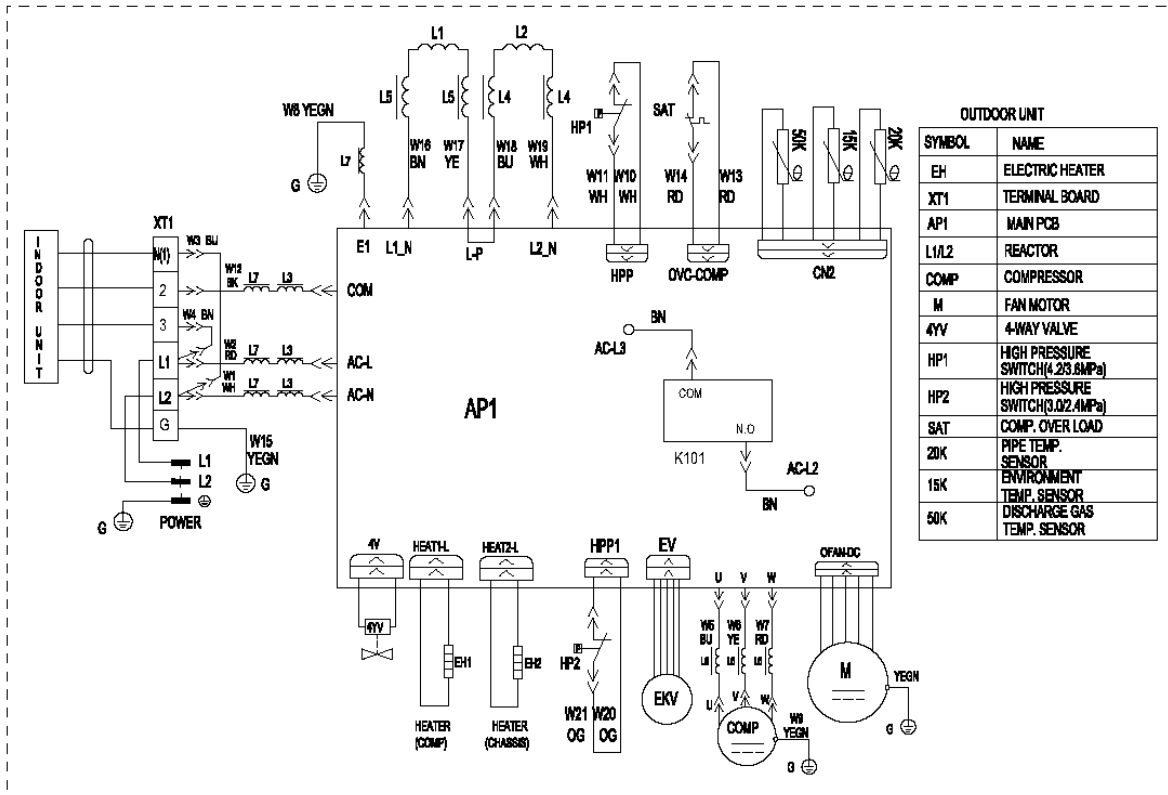 L1
L2
L5
L5
L4
L4
W8 YEGN
L7
G
W16
BN
W17
YE
W18
BU
W19
WH
HP1
P
W11
WH
W10
WH
SAT
W14
RD
W13
RD
50K
15K
20K
θ
θ
θ
E1
L1_N
L-P
L2_N
HPP
OVC-COMP
CN2
INDOOR UNIT
XT1
N(1)
2
3
L1
L2
G
W3 BU
W12
BK
L7
L3
COM
W4 BN
W2
RD
L7
L3
AC-L
W1
WH
L7
L3
AC-N
W15
YEGN
G
L1
L2
G
POWER
AP1
BN
AC-L3
COM
N.O
K101
AC-L2
BN
4V
HEAT1-L
HEAT2-L
HPP1
EV
U
V
W
OFAN-DC
4YV
EH1
HEATER
(COMP)
EH2
HEATER
(CHASSIS)
HP2
P
W21
OG
W20
OG
EKV
W5
BU
W6
YE
W7
RD
L6
L6
L6
U
V
W
COMP
W9
YEGN
G
M
YEGN
G
OUTDOOR UNIT
SYMBOL NAME
EH ELECTRIC HEATER
XT1 TERMINAL BOARD
AP1 MAIN PCB
L1/L2 REACTOR
COMP COMPRESSOR
M FAN MOTOR
4YV 4-WAY VALVE
HP1 HIGH PRESSURE
SWITCH(4.2/3.6MPa)
HP2 HIGH PRESSURE
SWITCH(3.0/2.4MPa)
SAT COMP. OVER LOAD
20K PIPE TEMP.
SENSOR
15K ENVIRONMENT
TEMP. SENSOR
50K DISCHARGE GAS
TEMP. SENSOR